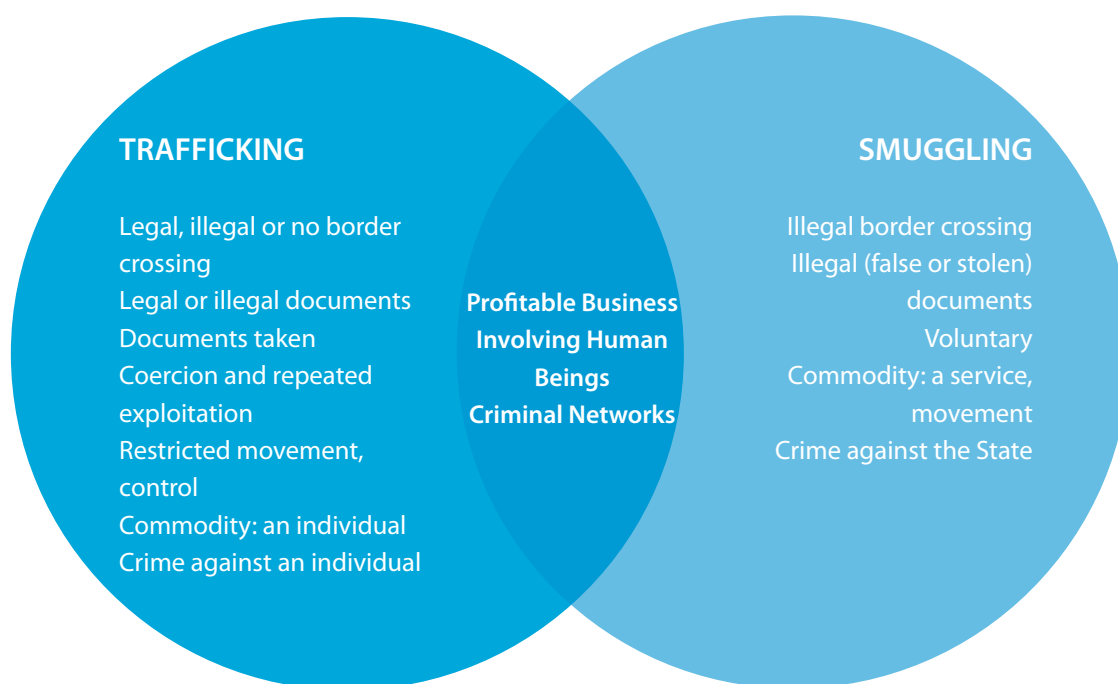 TRAFFICKING
Legal, illegal or no border
crossing
Legal or illegal documents
Documents taken
Coercion and repeated
exploitation
Restricted movement,
control
Commodity: an individual
Crime against an individual
Profitable Business
Involving Human
Beings
Criminal Networks
SMUGGLING
Illegal border crossing
Illegal (false or stolen)
documents
Voluntary
Commodity: a service,
movement
Crime against the State